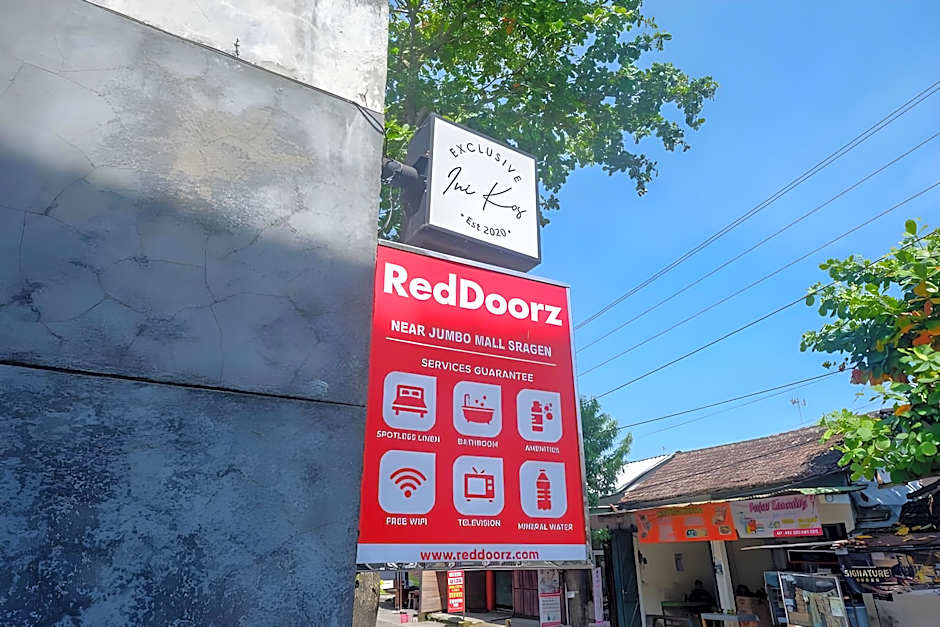 EXCLUSIVE
Ini Kos
• Est 2020 •
RedDoorz
NEAR JUMBO MALL SRAGEN
SERVICES GUARANTEE
SPOTLESS LINEN
BATHROOM
AMENITIES
FREE WIFI
TELEVISION
MINERAL WATER
www.reddoorz.com
SIGNATURE